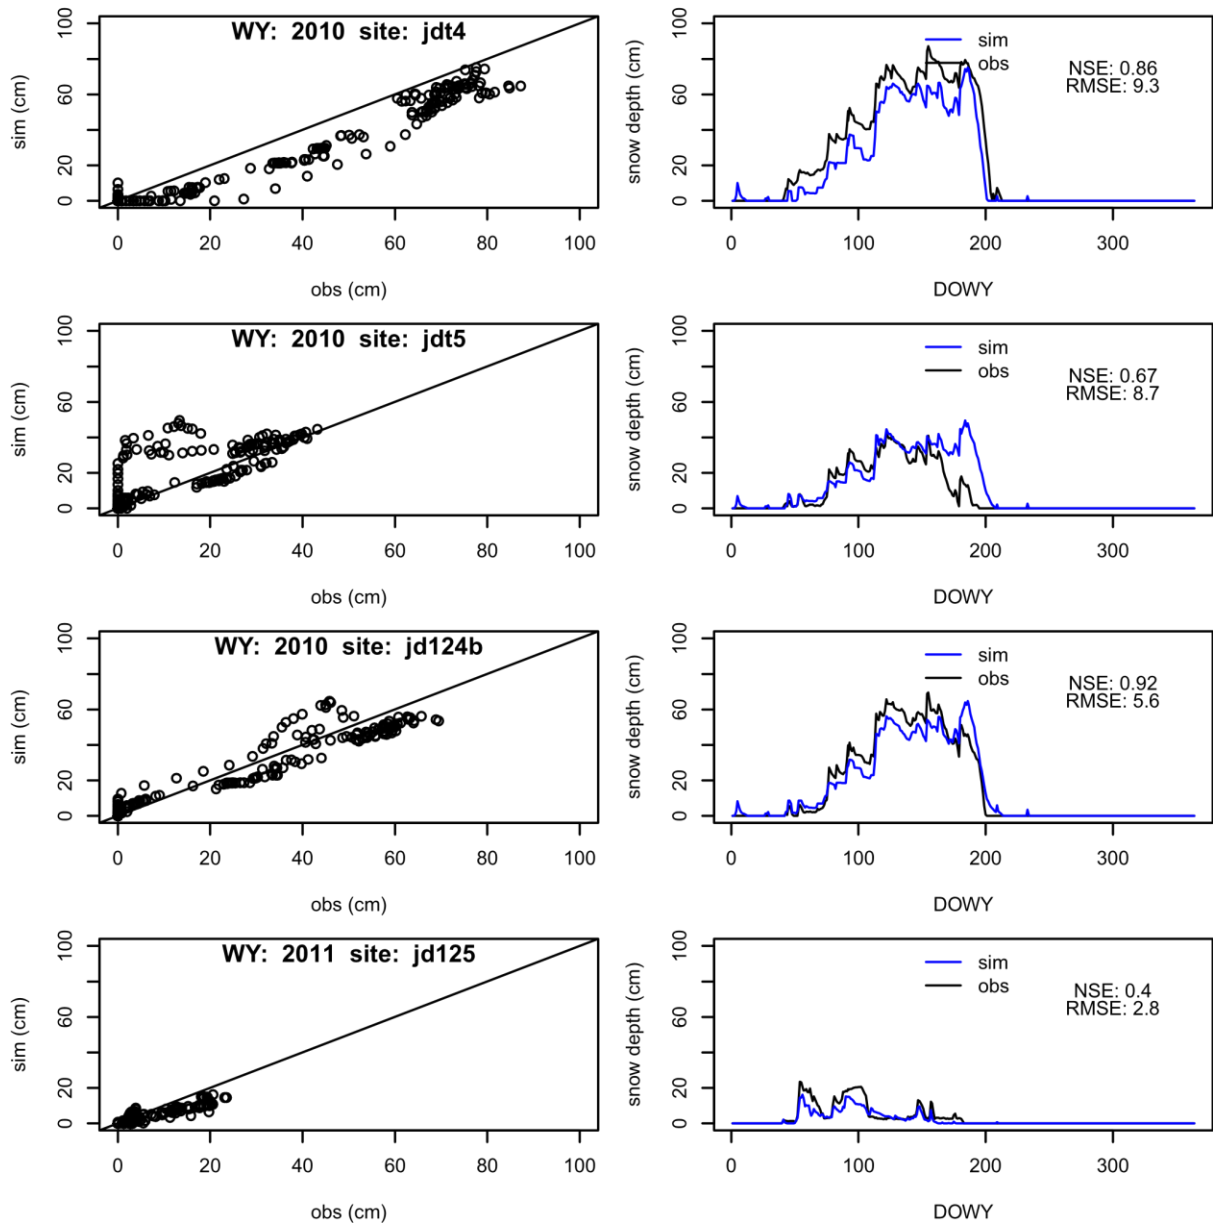 WY: 2010 site: jdt4
sim (cm)
0 20 60 100
0 20 40 60 80 100
obs (cm)
snow depth (cm)
0 20 60 100
sim
obs
NSE: 0.86
RMSE: 9.3
0 100 200 300
DOWY
WY: 2010 site: jdt5
sim (cm)
0 20 60 100
0 20 40 60 80 100
obs (cm)
snow depth (cm)
0 20 60 100
sim
obs
NSE: 0.67
RMSE: 8.7
0 100 200 300
DOWY
WY: 2010 site: jd124b
sim (cm)
0 20 60 100
0 20 40 60 80 100
obs (cm)
snow depth (cm)
0 20 60 100
sim
obs
NSE: 0.92
RMSE: 5.6
0 100 200 300
DOWY
WY: 2011 site: jd125
sim (cm)
0 20 60 100
0 20 40 60 80 100
obs (cm)
snow depth (cm)
0 20 60 100
sim
obs
NSE: 0.4
RMSE: 2.8
0 100 200 300
DOWY